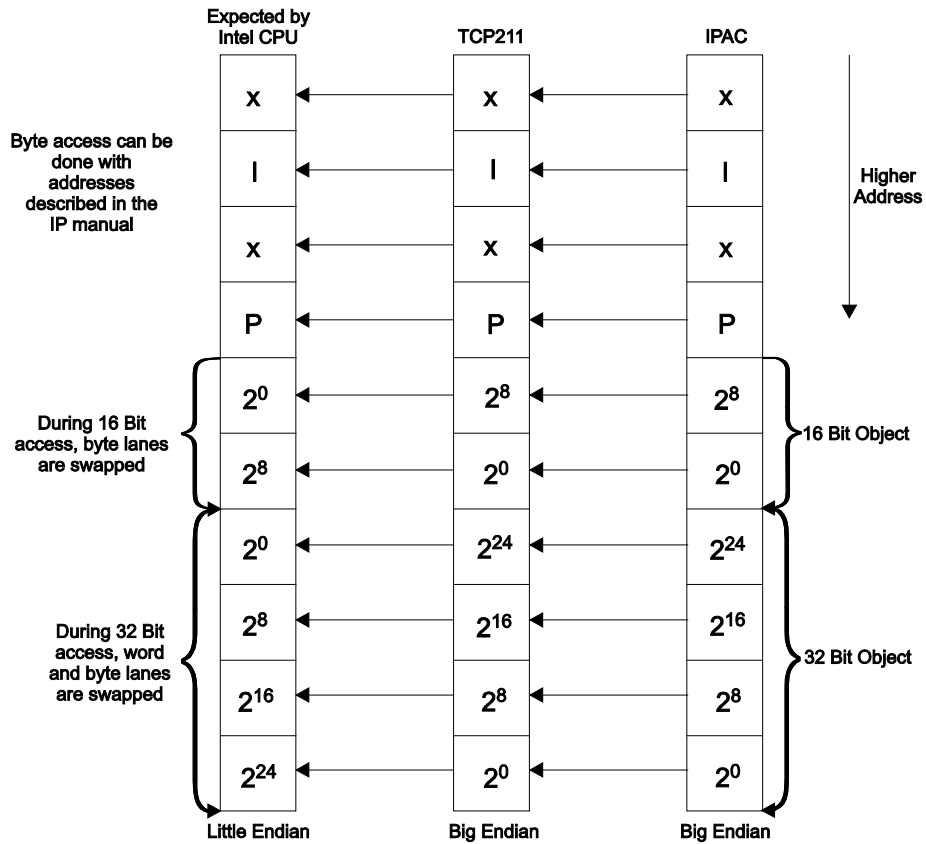 Expected by
Intel CPU
TCP211
IPAC
x
x
x
Byte access can be
done with
addresses
described in the
IP manual
I
I
I
Higher
Address
x
x
x
P
P
P
During 16 Bit
access, byte lanes
are swapped
2⁰
2⁸
2⁸
16 Bit Object
2⁸
2⁰
2⁰
2⁰
2²⁴
2²⁴
During 32 Bit
access, word
and byte lanes
are swapped
2⁸
2¹⁶
2¹⁶
32 Bit Object
2¹⁶
2⁸
2⁸
2²⁴
2⁰
2⁰
Little Endian
Big Endian
Big Endian